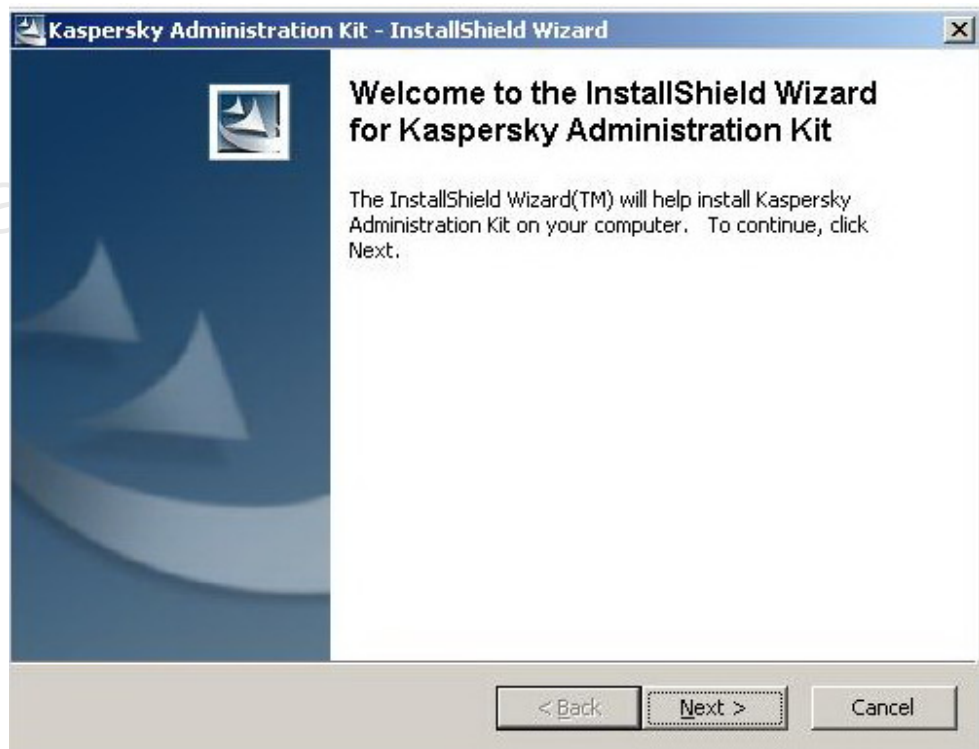 Kaspersky Administration Kit - InstallShield Wizard
Welcome to the InstallShield Wizard
for Kaspersky Administration Kit
The InstallShield Wizard(TM) will help install Kaspersky
Administration Kit on your computer. To continue, click
Next.
< Back Next > Cancel